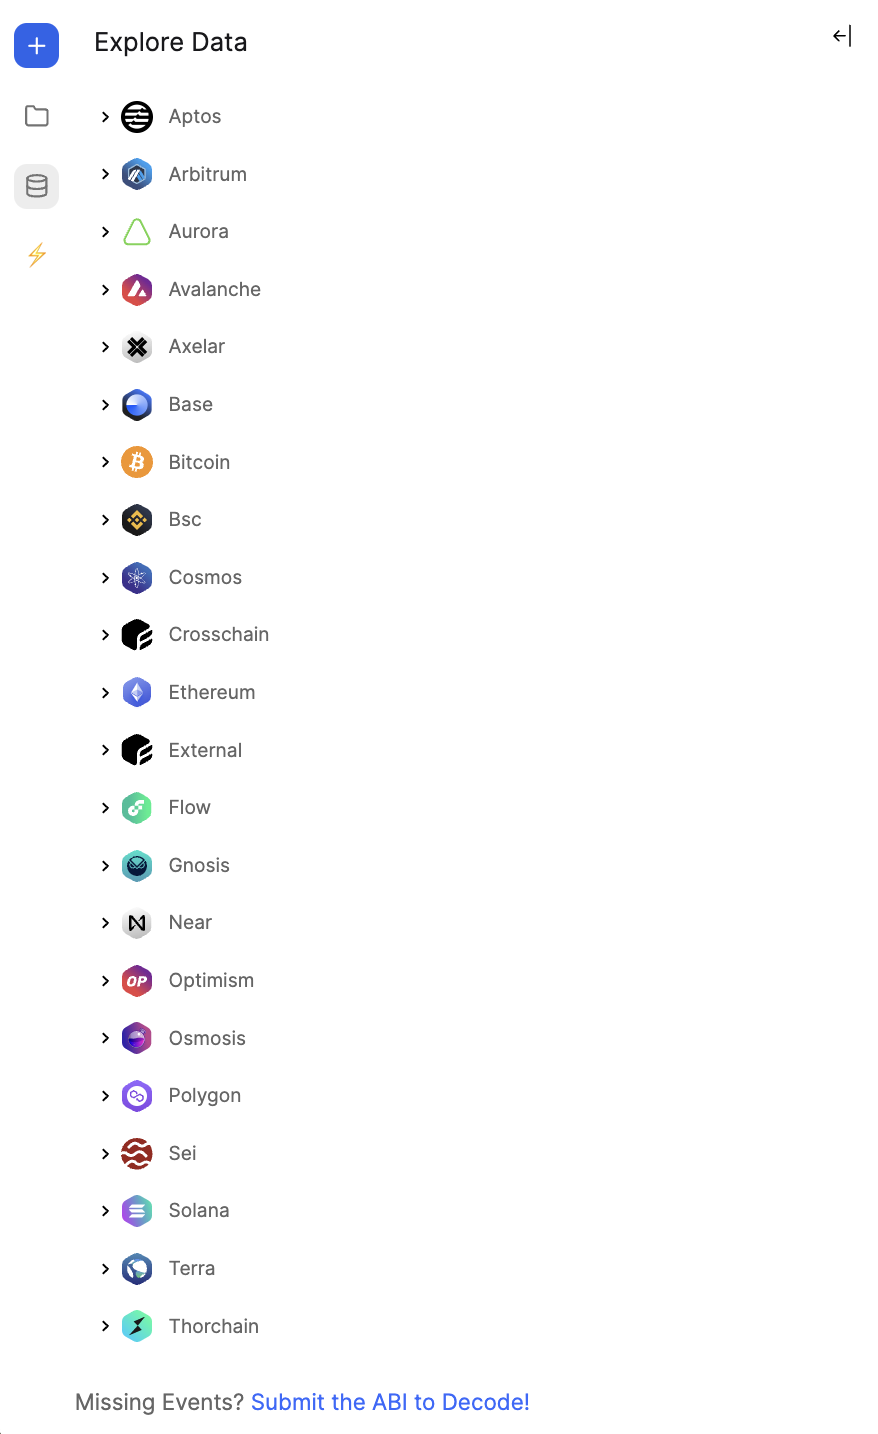 Explore Data
Aptos
Arbitrum
Aurora
Avalanche
Axelar
Base
Bitcoin
Bsc
Cosmos
Crosschain
Ethereum
External
Flow
Gnosis
Near
OP Optimism
Osmosis
Polygon
Sei
Solana
Terra
Thorchain
Missing Events? Submit the ABI to Decode!